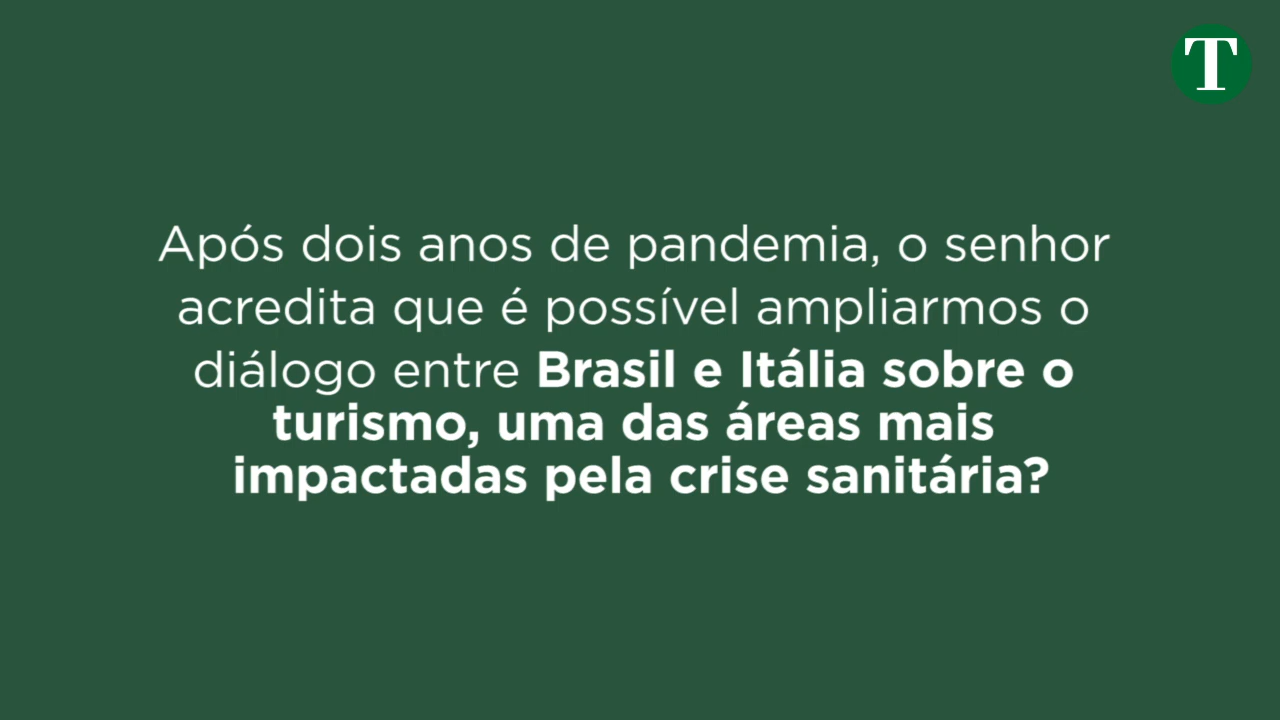 T
Após dois anos de pandemia, o senhor
acredita que é possível ampliarmos o
diálogo entre Brasil e Itália sobre o
turismo, uma das áreas mais
impactadas pela crise sanitária?